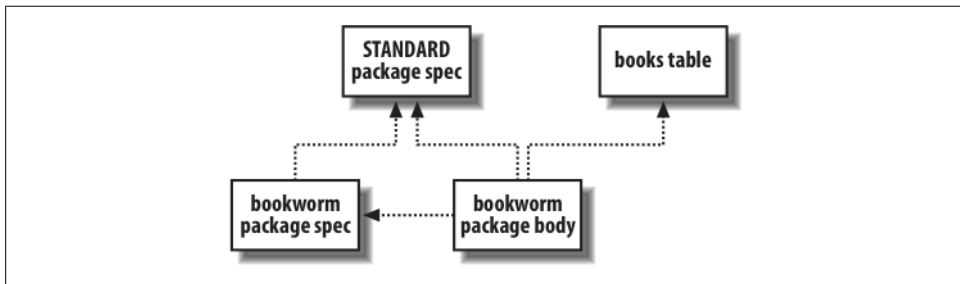 STANDARD
package spec
books table
bookworm
package spec
bookworm
package body